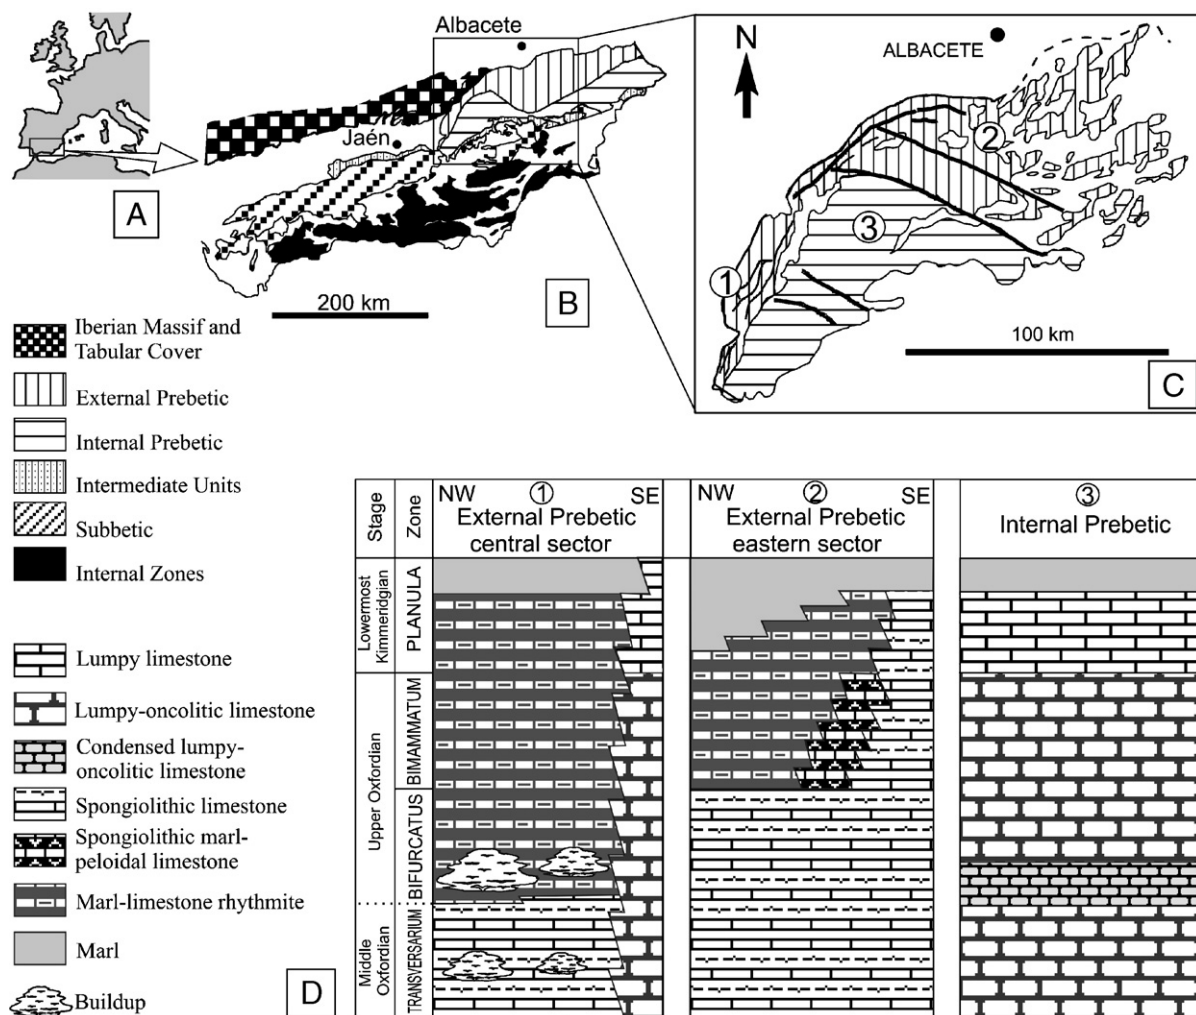 Albacete
Jaén
A
200 km
B
N
ALBACETE
1
2
3
100 km
C
Iberian Massif and
Tabular Cover
External Prebetic
Internal Prebetic
Intermediate Units
Subbetic
Internal Zones
Lumpy limestone
Lumpy-oncolitic limestone
Condensed lumpy-
oncolitic limestone
Spongiolithic limestone
Spongiolithic marl-
peloidal limestone
Marl-limestone rhythmite
Marl
Buildup
D
Stage
Zone
NW 1 SE
External Prebetic
central sector
NW 2 SE
External Prebetic
eastern sector
3
Internal Prebetic
Lowermost
Kimmeridgian
PLANULA
Upper Oxfordian
BIMAMMATUM
BIFURCATUS
Middle
Oxfordian
TRANSVERSARIUM